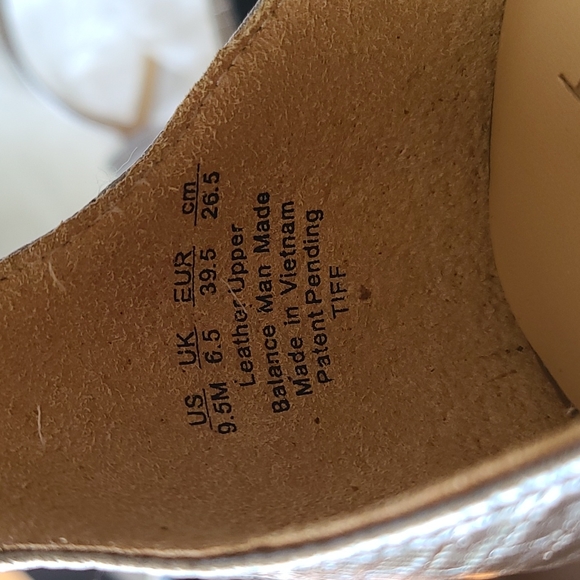 US UK EUR cm
9.5M 6.5 39.5 26.5
Leather Upper
Balance Man Made
Made in Vietnam
Patent Pending
TIFF